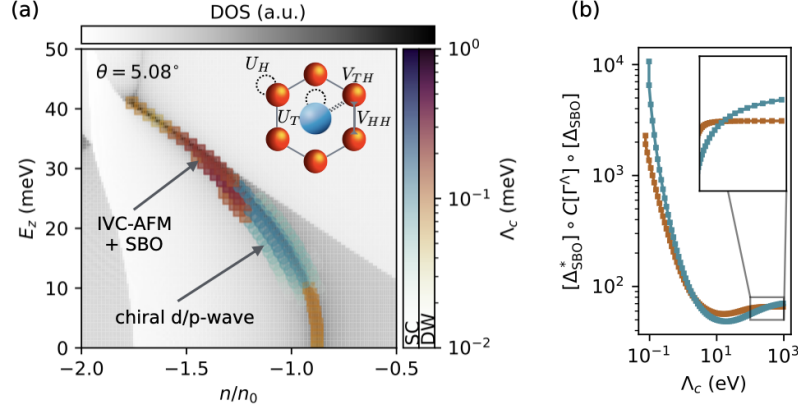 (a)
DOS (a.u.)
θ = 5.08°
U_H
V_TH
U_T
V_HH
IVC-AFM
+ SBO
chiral d/p-wave
50
40
30
20
10
0
E_z (meV)
−2.0
−1.5
−1.0
−0.5
n/n_0
SC
DW
10^0
10^−1
10^−2
Λ_c (meV)
(b)
10^4
10^3
10^2
[Δ*_SBO] ∘ C[Γ^Λ] ∘ [Δ_SBO]
10^−1
10^1
10^3
Λ_c (eV)